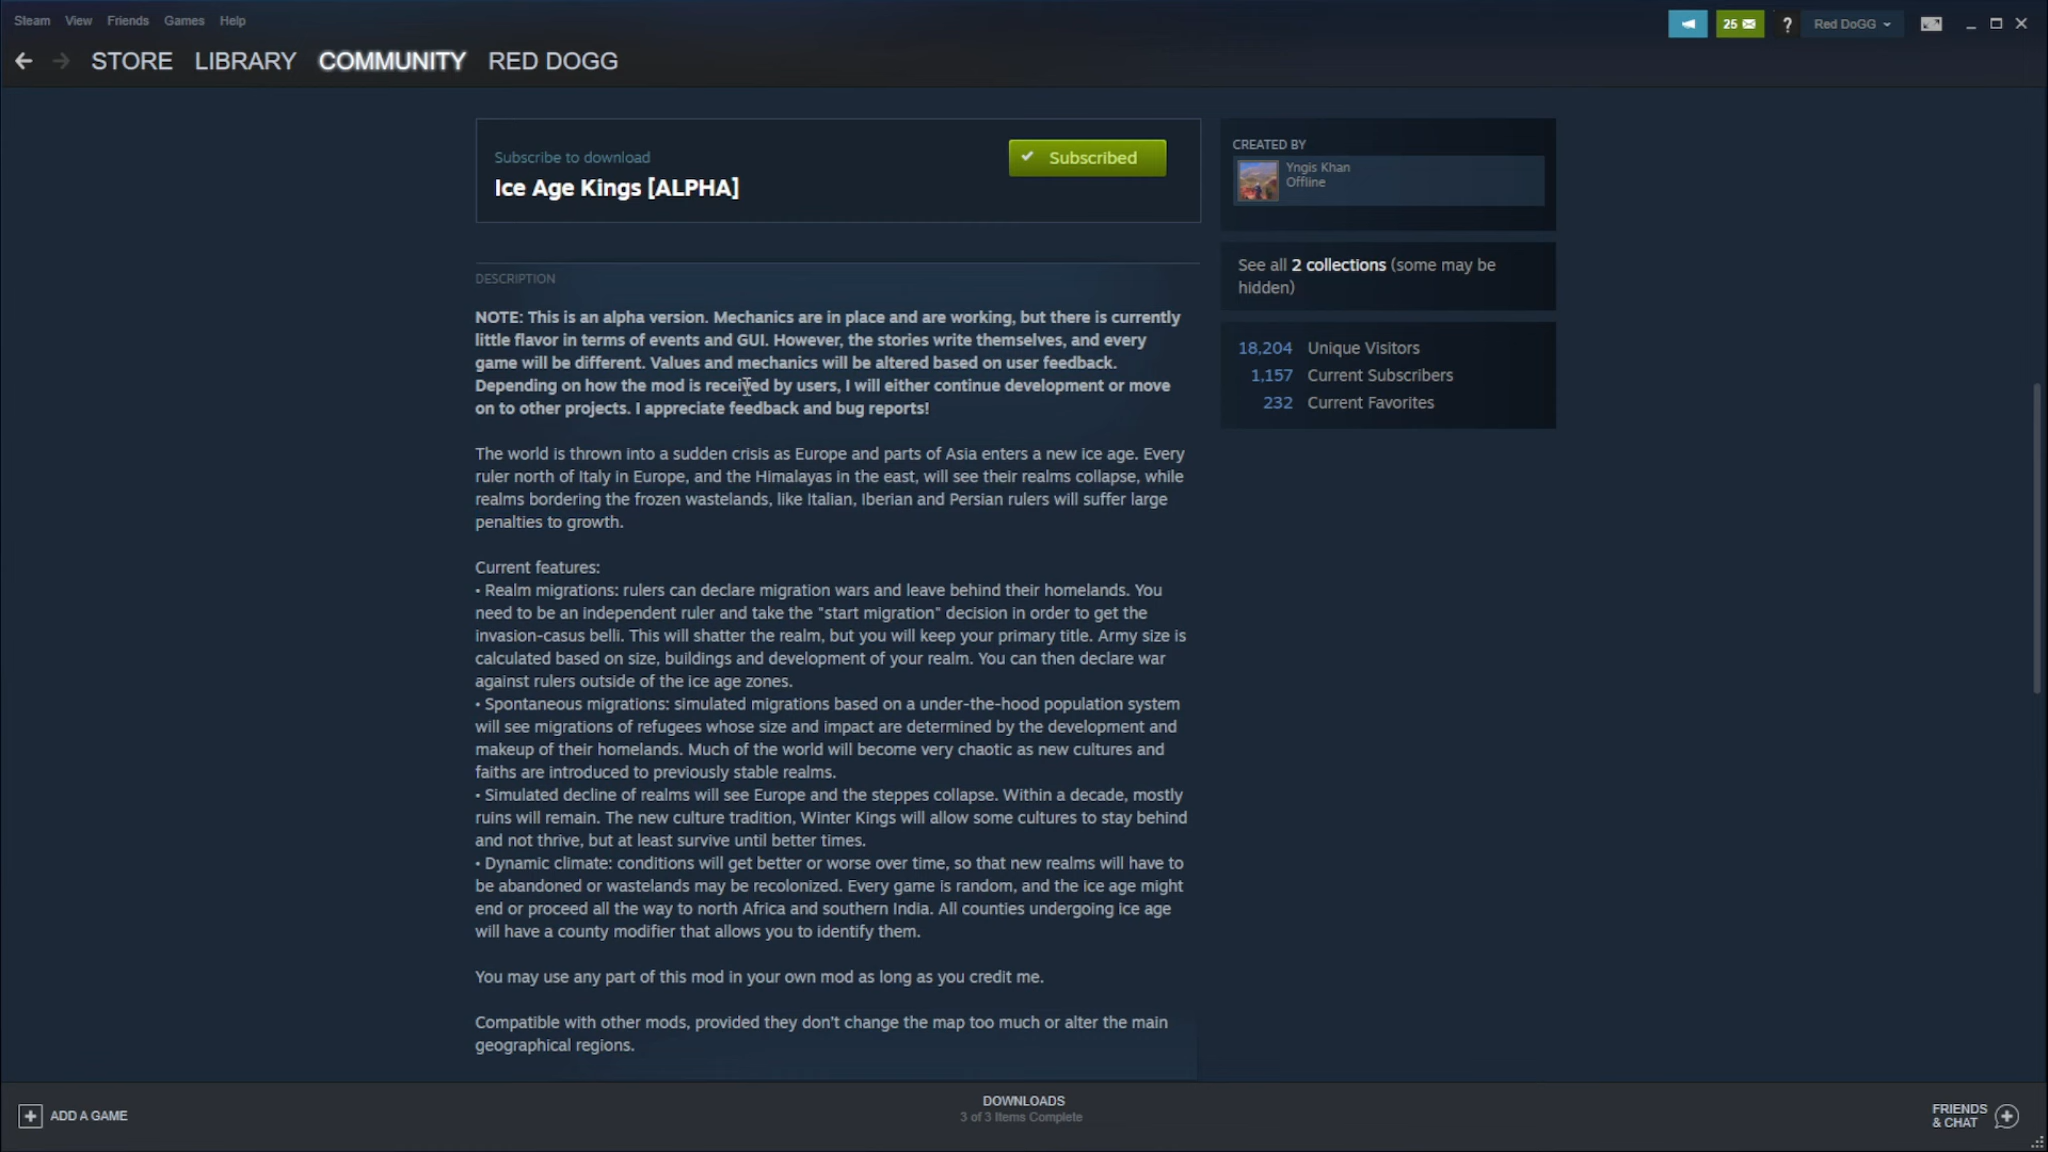 Steam View Friends Games Help
25
?
Red DoGG
STORE LIBRARY COMMUNITY RED DOGG
Subscribe to download
Ice Age Kings [ALPHA]
Subscribed
DESCRIPTION
NOTE: This is an alpha version. Mechanics are in place and are working, but there is currently
little flavor in terms of events and GUI. However, the stories write themselves, and every
game will be different. Values and mechanics will be altered based on user feedback.
Depending on how the mod is received by users, I will either continue development or move
on to other projects. I appreciate feedback and bug reports!
The world is thrown into a sudden crisis as Europe and parts of Asia enters a new ice age. Every
ruler north of Italy in Europe, and the Himalayas in the east, will see their realms collapse, while
realms bordering the frozen wastelands, like Italian, Iberian and Persian rulers will suffer large
penalties to growth.
Current features:
• Realm migrations: rulers can declare migration wars and leave behind their homelands. You
need to be an independent ruler and take the "start migration" decision in order to get the
invasion-casus belli. This will shatter the realm, but you will keep your primary title. Army size is
calculated based on size, buildings and development of your realm. You can then declare war
against rulers outside of the ice age zones.
• Spontaneous migrations: simulated migrations based on a under-the-hood population system
will see migrations of refugees whose size and impact are determined by the development and
makeup of their homelands. Much of the world will become very chaotic as new cultures and
faiths are introduced to previously stable realms.
• Simulated decline of realms will see Europe and the steppes collapse. Within a decade, mostly
ruins will remain. The new culture tradition, Winter Kings will allow some cultures to stay behind
and not thrive, but at least survive until better times.
• Dynamic climate: conditions will get better or worse over time, so that new realms will have to
be abandoned or wastelands may be recolonized. Every game is random, and the ice age might
end or proceed all the way to north Africa and southern India. All counties undergoing ice age
will have a county modifier that allows you to identify them.
You may use any part of this mod in your own mod as long as you credit me.
Compatible with other mods, provided they don't change the map too much or alter the main
geographical regions.
CREATED BY
Yngis Khan
Offline
See all 2 collections (some may be
hidden)
18,204 Unique Visitors
1,157 Current Subscribers
232 Current Favorites
ADD A GAME
DOWNLOADS
3 of 3 Items Complete
FRIENDS
& CHAT